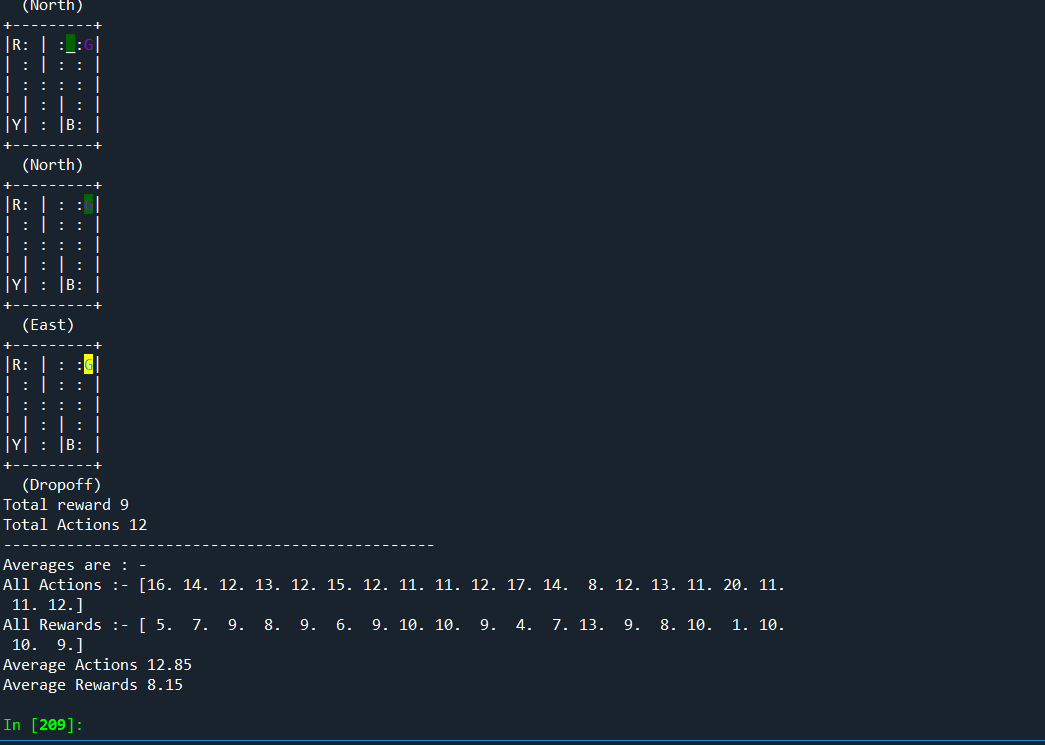 (North)
+---------+
|R: | :_:G|
| : | : : |
| : : : : |
| | : | : |
|Y| : |B: |
+---------+
  (North)
+---------+
|R: | : :G|
| : | : : |
| : : : : |
| | : | : |
|Y| : |B: |
+---------+
  (East)
+---------+
|R: | : :G|
| : | : : |
| : : : : |
| | : | : |
|Y| : |B: |
+---------+
  (Dropoff)
Total reward 9
Total Actions 12
------------------------------------------------
Averages are : -
All Actions :- [16. 14. 12. 13. 12. 15. 12. 11. 11. 12. 17. 14.  8. 12. 13. 11. 20. 11.
 11. 12.]
All Rewards :- [ 5.  7.  9.  8.  9.  6.  9. 10. 10.  9.  4.  7. 13.  9.  8. 10.  1. 10.
 10.  9.]
Average Actions 12.85
Average Rewards 8.15
In [209]: